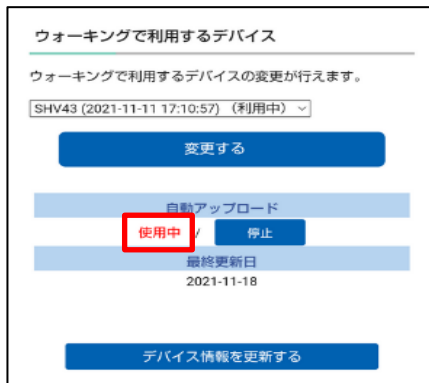 ウォーキングで利用するデバイス
ウォーキングで利用するデバイスの変更が行えます。
SHV43 (2021-11-11 17:10:57) （利用中）
変更する
自動アップロード
使用中 / 停止
最終更新日
2021-11-18
デバイス情報を更新する